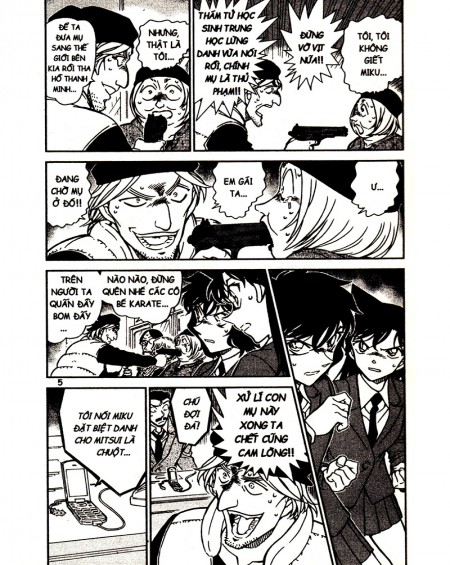 TÔI, TÔI
KHÔNG
GIẾT
MIKU...
ĐỪNG
VỜ VỊT
NỮA!!
THÁM TỬ HỌC
SINH TRUNG
HỌC LỪNG
DANH VỪA NÓI
RỒI, CHÍNH
MỤ LÀ THỦ
PHẠM!!
NHƯNG,
THẬT LÀ
TÔI...
ĐỂ TA
ĐƯA MỤ
SANG THẾ
GIỚI BÊN
KIA RỒI THA
HỒ THANH
MINH...
Ư...
EM GÁI
TA...
ĐANG
CHỜ MỤ
Ở ĐÓ!!
NÀO NÀO, ĐỪNG
QUÊN NHÉ CÁC CÔ
BÉ KARATE...
TRÊN
NGƯỜI TA
QUẤN ĐẦY
BOM ĐẤY
...
5
XỬ LÍ CON
MỤ NÀY
XONG TA
CHẾT CŨNG
CAM LÒNG!!
CHÚ
ĐỢI
ĐÃ!
TÔI NÓI MIKU
ĐẶT BIỆT DANH
CHO MITSUI LÀ
CHUỘT...